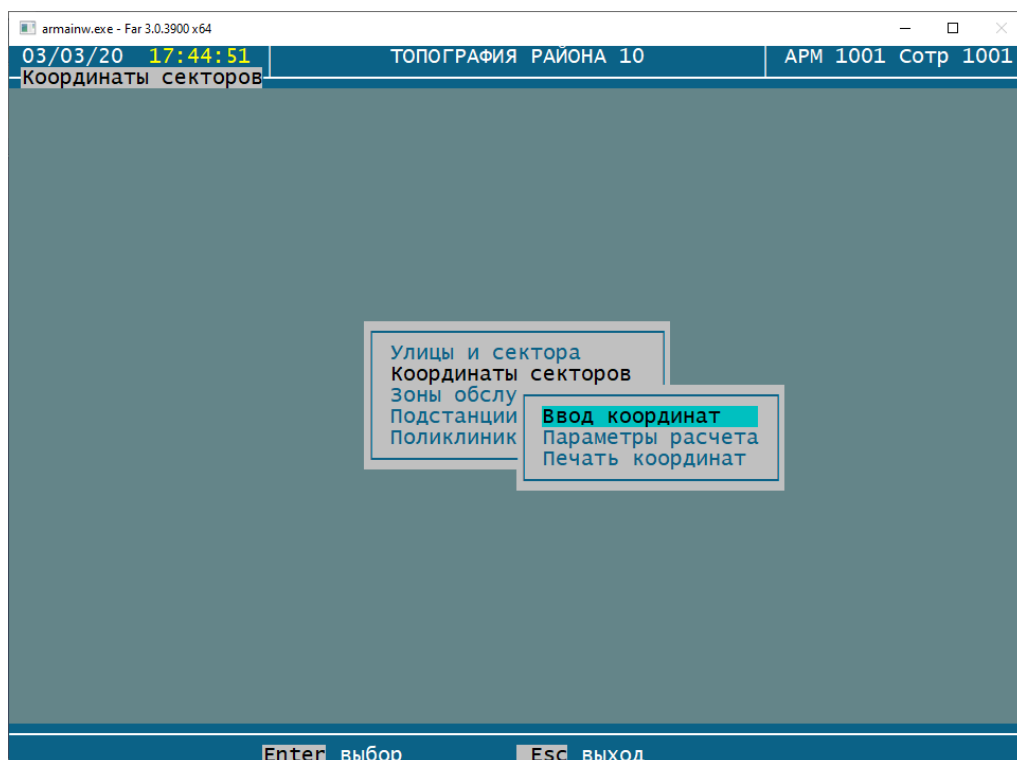 armainw.exe - Far 3.0.3900 x64
03/03/20 17:44:51 ТОПОГРАФИЯ РАЙОНА 10 АРМ 1001 Сотр 1001
Координаты секторов
Улицы и сектора
Координаты секторов
Зоны обслу
Подстанции
Поликлиник
Ввод координат
Параметры расчета
Печать координат
Enter выбор Esc выход